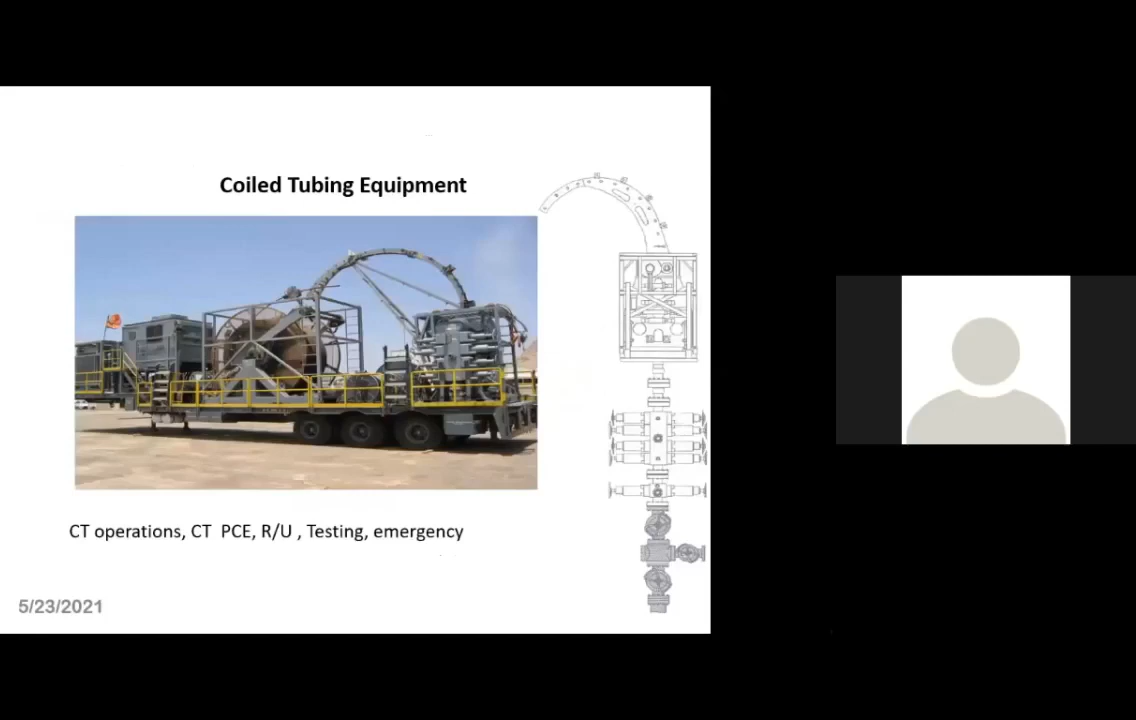 Coiled Tubing Equipment
CT operations, CT PCE, R/U , Testing, emergency
5/23/2021